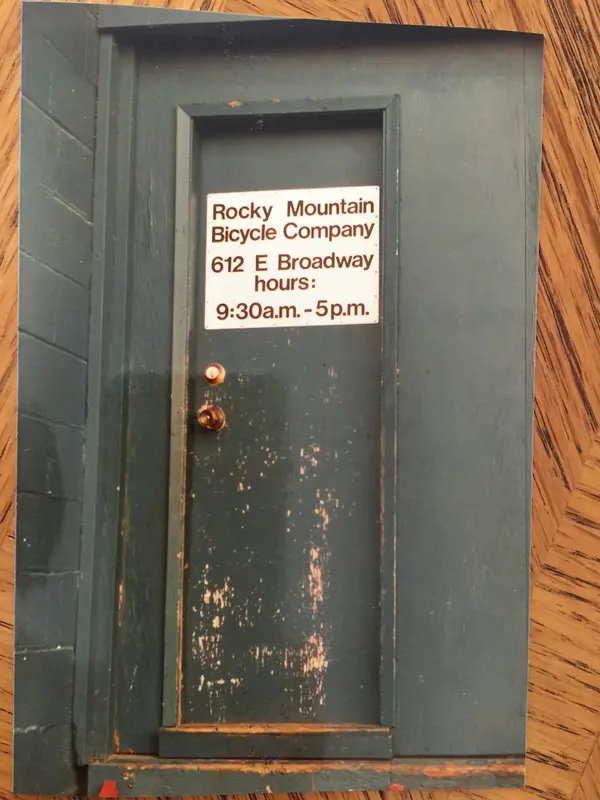 Rocky Mountain
Bicycle Company
612 E Broadway
hours:
9:30a.m.-5p.m.